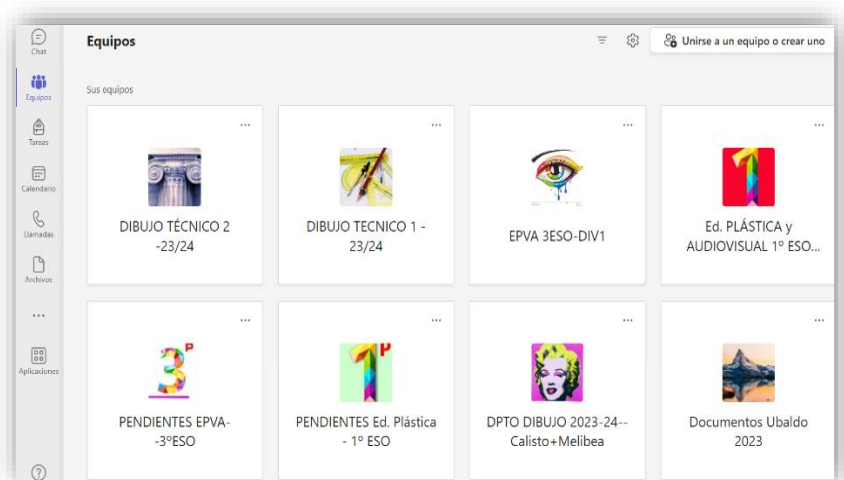 Chat
Equipos
Tareas
Calendario
Llamadas
Archivos
Aplicaciones
Equipos
Unirse a un equipo o crear uno
Sus equipos
DIBUJO TÉCNICO 2
-23/24
DIBUJO TECNICO 1 -
23/24
EPVA 3ESO-DIV1
Ed. PLÁSTICA y
AUDIOVISUAL 1º ESO...
3P
PENDIENTES EPVA-
-3ºESO
1P
PENDIENTES Ed. Plástica
- 1º ESO
DPTO DIBUJO 2023-24--
Calisto+Melibea
Documentos Ubaldo
2023